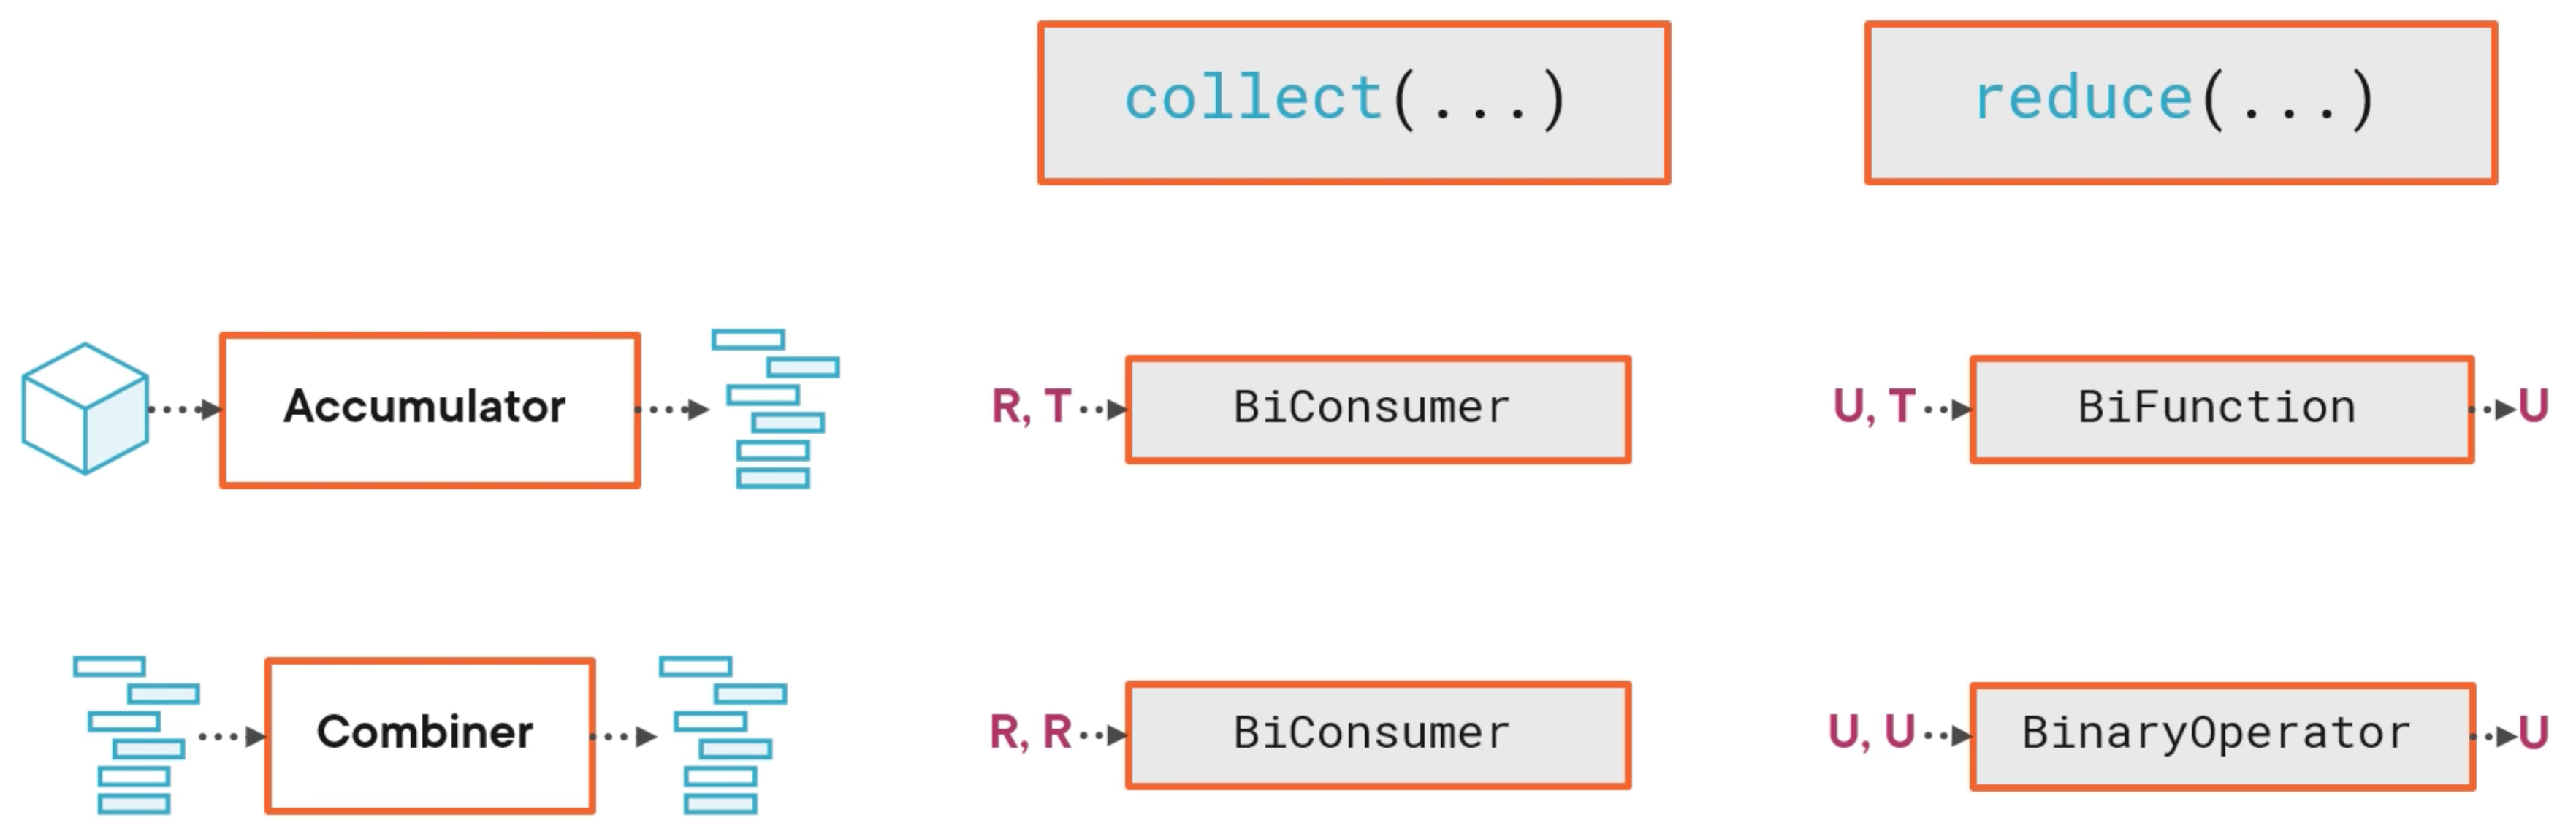 collect(...)
reduce(...)
Accumulator
R, T
BiConsumer
U, T
BiFunction
U
Combiner
R, R
BiConsumer
U, U
BinaryOperator
U